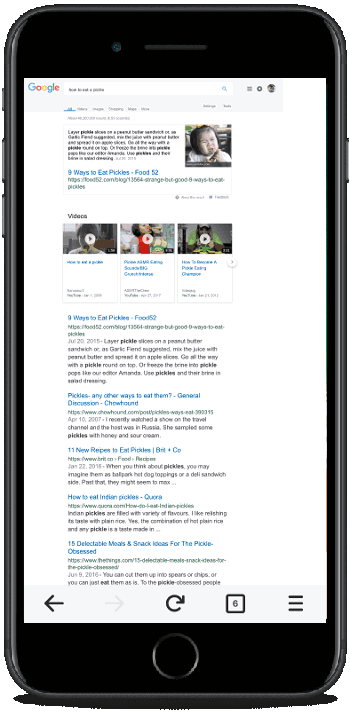 Google
how to eat a pickle
All Videos Images Shopping Maps More Settings Tools
Layer pickle slices on a peanut butter sandwich or,
as Garlic Fiend suggested, mix the juice with peanut butter
and spread it on apple slices. Go all the way with a
pickle round on top. Or freeze the brine into pickle
pops like our editor Amanda. Use pickles and their brine
in salad dressing. Jul 20, 2015
9 Ways to Eat Pickles - Food 52
https://food52.com/blog/13564-strange-but-good-9-ways-to-eat-
pickles
About this result Feedback
Videos
How to eat a pickle
YouTube - Jan 1, 2009
Pickle ASMR Eating
Sounds BIG
Crunch Intense
YouTube - Apr 27, 2017
How To Become A
Pickle Eating
Champion
YouTube - Jan 21, 2013
9 Ways to Eat Pickles - Food52
https://food52.com/blog/13564-strange-but-good-9-ways-to-eat-
pickles
Jul 20, 2015 - Layer pickle slices on a peanut butter
sandwich or, as Garlic Fiend suggested, mix the juice with
peanut butter and spread it on apple slices. Go all the way
with a pickle round on top. Or freeze the brine into pickle
pops like our editor Amanda. Use pickles and their brine in
salad dressing.
Pickles- any other ways to eat them? - General
Discussion - Chowhound
https://www.chowhound.com/post/pickles-ways-eat-390315
Apr 10, 2007 - I recently watched a show on the travel
channel and the host was in Russia. She sampled some
pickles with honey and sour cream.
11 New Reipes to Eat Pickles | Brit + Co
https://www.brit.co › Food › Recipes
Jan 22, 2016 - When you think about pickles, you may
imagine them as ballpark hot dog toppings or a deli sandwich
side. Past that, they might seem to max ...
How to eat Indian pickles - Quora
https://www.quora.com/How-do-I-eat-Indian-pickles
Indian pickles are filled with variety of flavours. I like relishing
its taste with plain rice. Yes, the combination of hot plain rice
and any pickle is a taste made in ...
15 Delectable Meals & Snack Ideas For The Pickle-
Obsessed
https://www.thethings.com/15-delectable-meals-snack-ideas-for-
the-pickle-obsessed/
Jun 9, 2016 - You can cut them up into spears or chips, or
you can just eat them as is. To the pickle-obsessed people
6